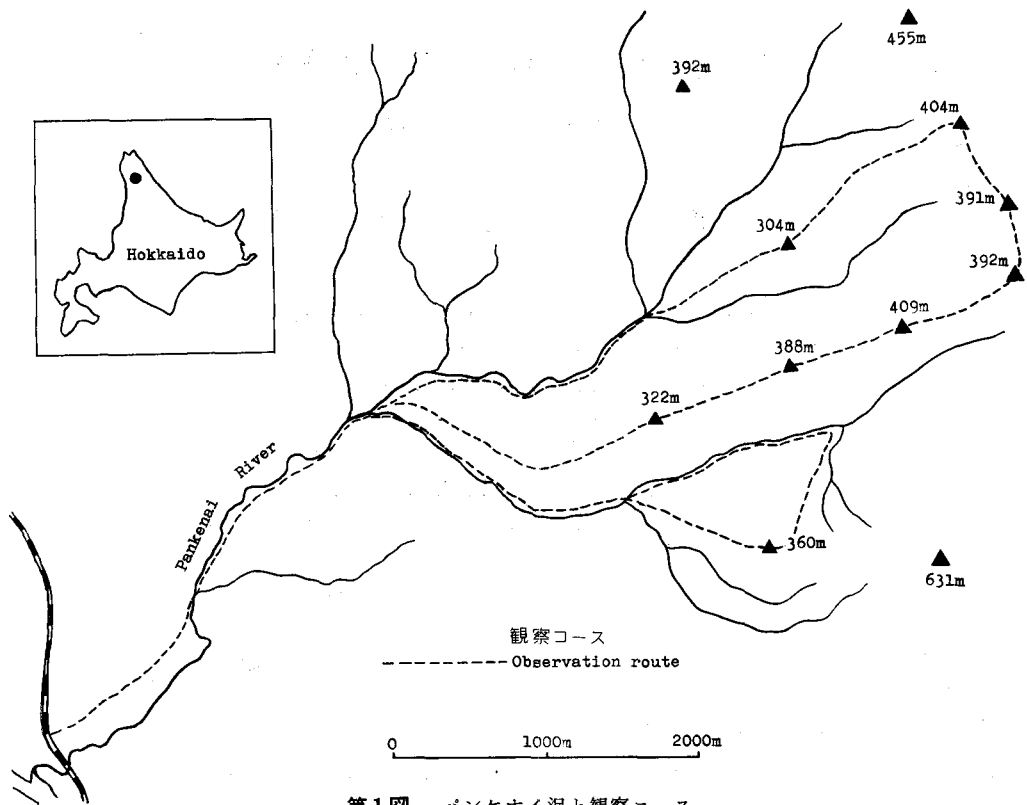 455m
392m
404m
391m
304m
Hokkaido
392m
409m
388m
322m
Pankenai River
360m
631m
観察コース
Observation route
0 1000m 2000m
第1図 パンケナイ沢と観察コース